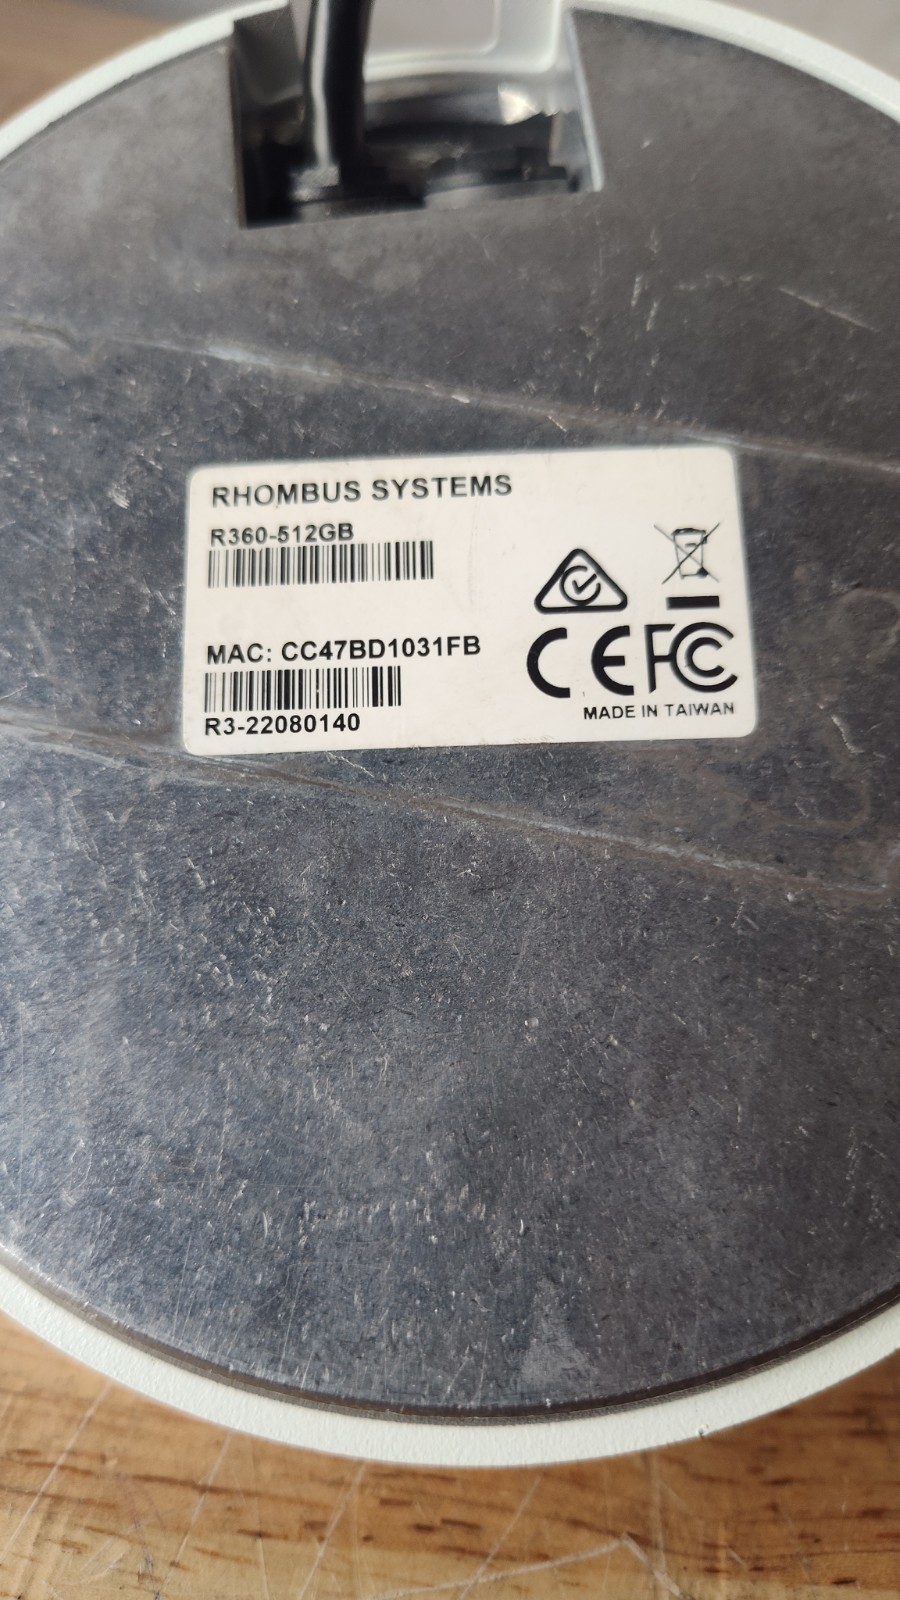 RHOMBUS SYSTEMS
R360-512GB
MAC: CC47BD1031FB
R3-22080140
CE FC
MADE IN TAIWAN